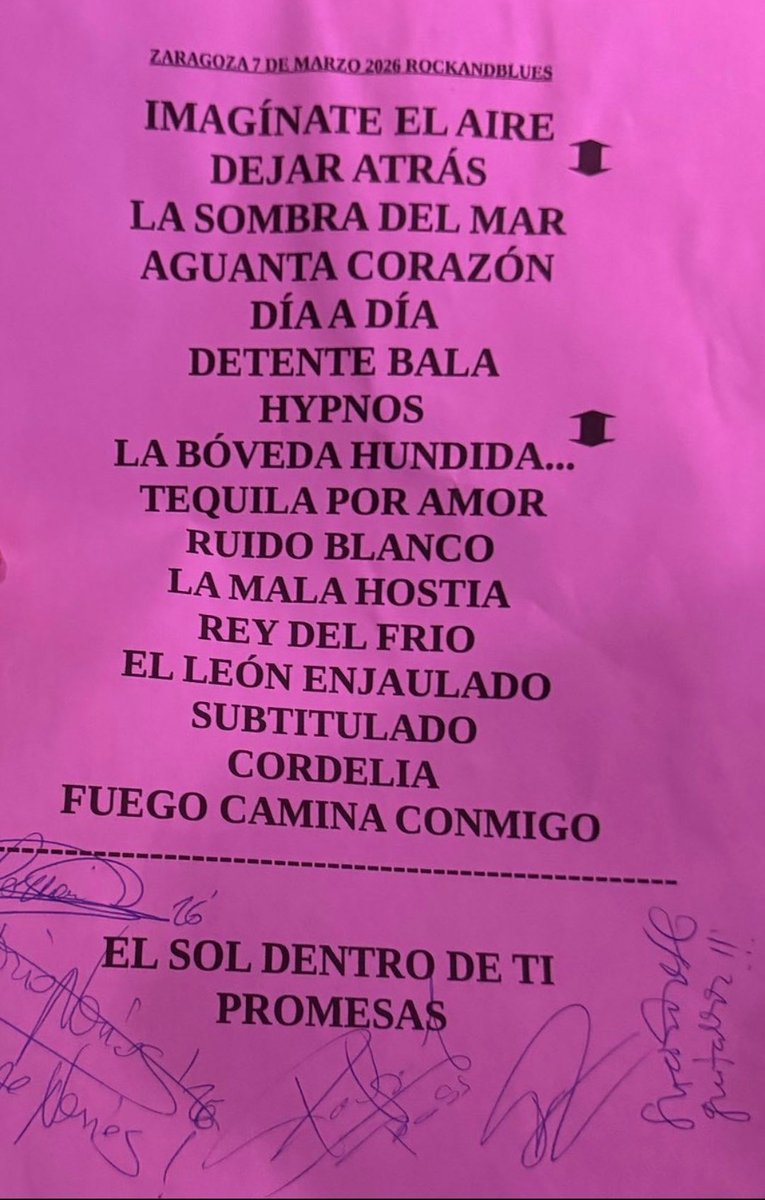 ZARAGOZA 7 DE MARZO 2026 ROCKANDBLUES
IMAGÍNATE EL AIRE
DEJAR ATRÁS
LA SOMBRA DEL MAR
AGUANTA CORAZÓN
DÍA A DÍA
DETENTE BALA
HYPNOS
LA BÓVEDA HUNDIDA...
TEQUILA POR AMOR
RUIDO BLANCO
LA MALA HOSTIA
REY DEL FRIO
EL LEÓN ENJAULADO
SUBTITULADO
CORDELIA
FUEGO CAMINA CONMIGO
26'
EL SOL DENTRO DE TI
PROMESAS